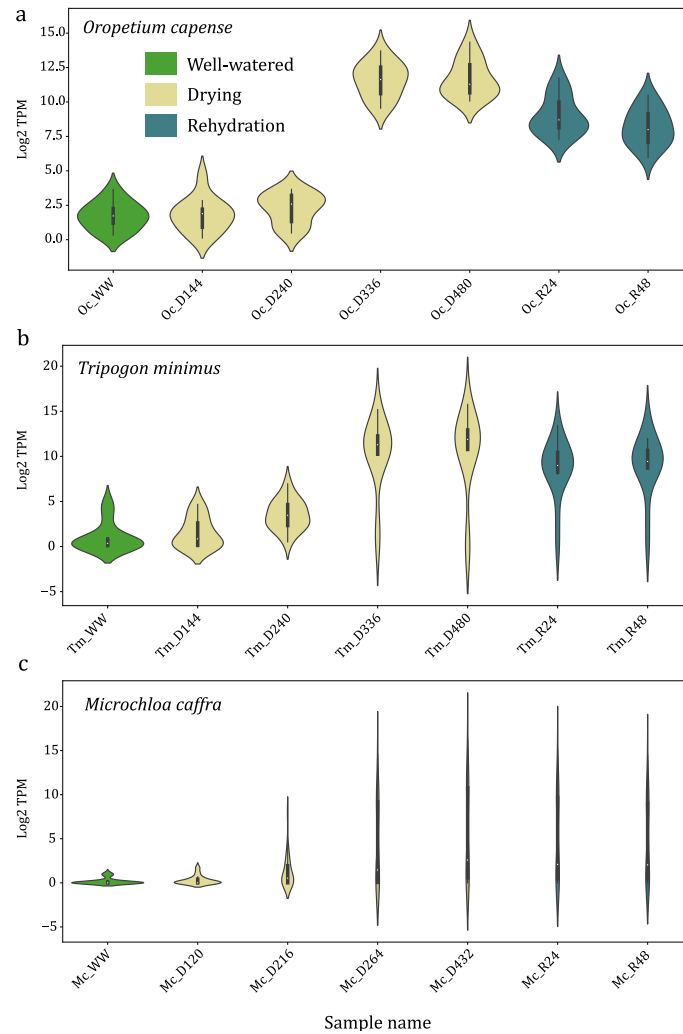 a
Oropetium capense
Well-watered
Drying
Rehydration
Log2 TPM
15.0
12.5
10.0
7.5
5.0
2.5
0.0
Oc_WW
Oc_D144
Oc_D240
Oc_D336
Oc_D480
Oc_R24
Oc_R48
b
Tripogon minimus
Log2 TPM
20
15
10
5
0
−5
Tm_WW
Tm_D144
Tm_D240
Tm_D336
Tm_D480
Tm_R24
Tm_R48
c
Microchloa caffra
Log2 TPM
20
15
10
5
0
−5
Mc_WW
Mc_D120
Mc_D216
Mc_D264
Mc_D432
Mc_R24
Mc_R48
Sample name